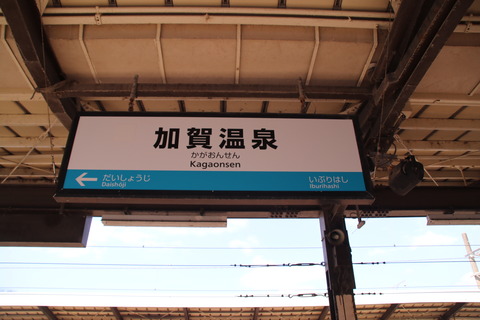 加賀温泉
かがおんせん
Kagaonsen
← だいしょうじ
Daishōji
いぶりはし
Iburihashi